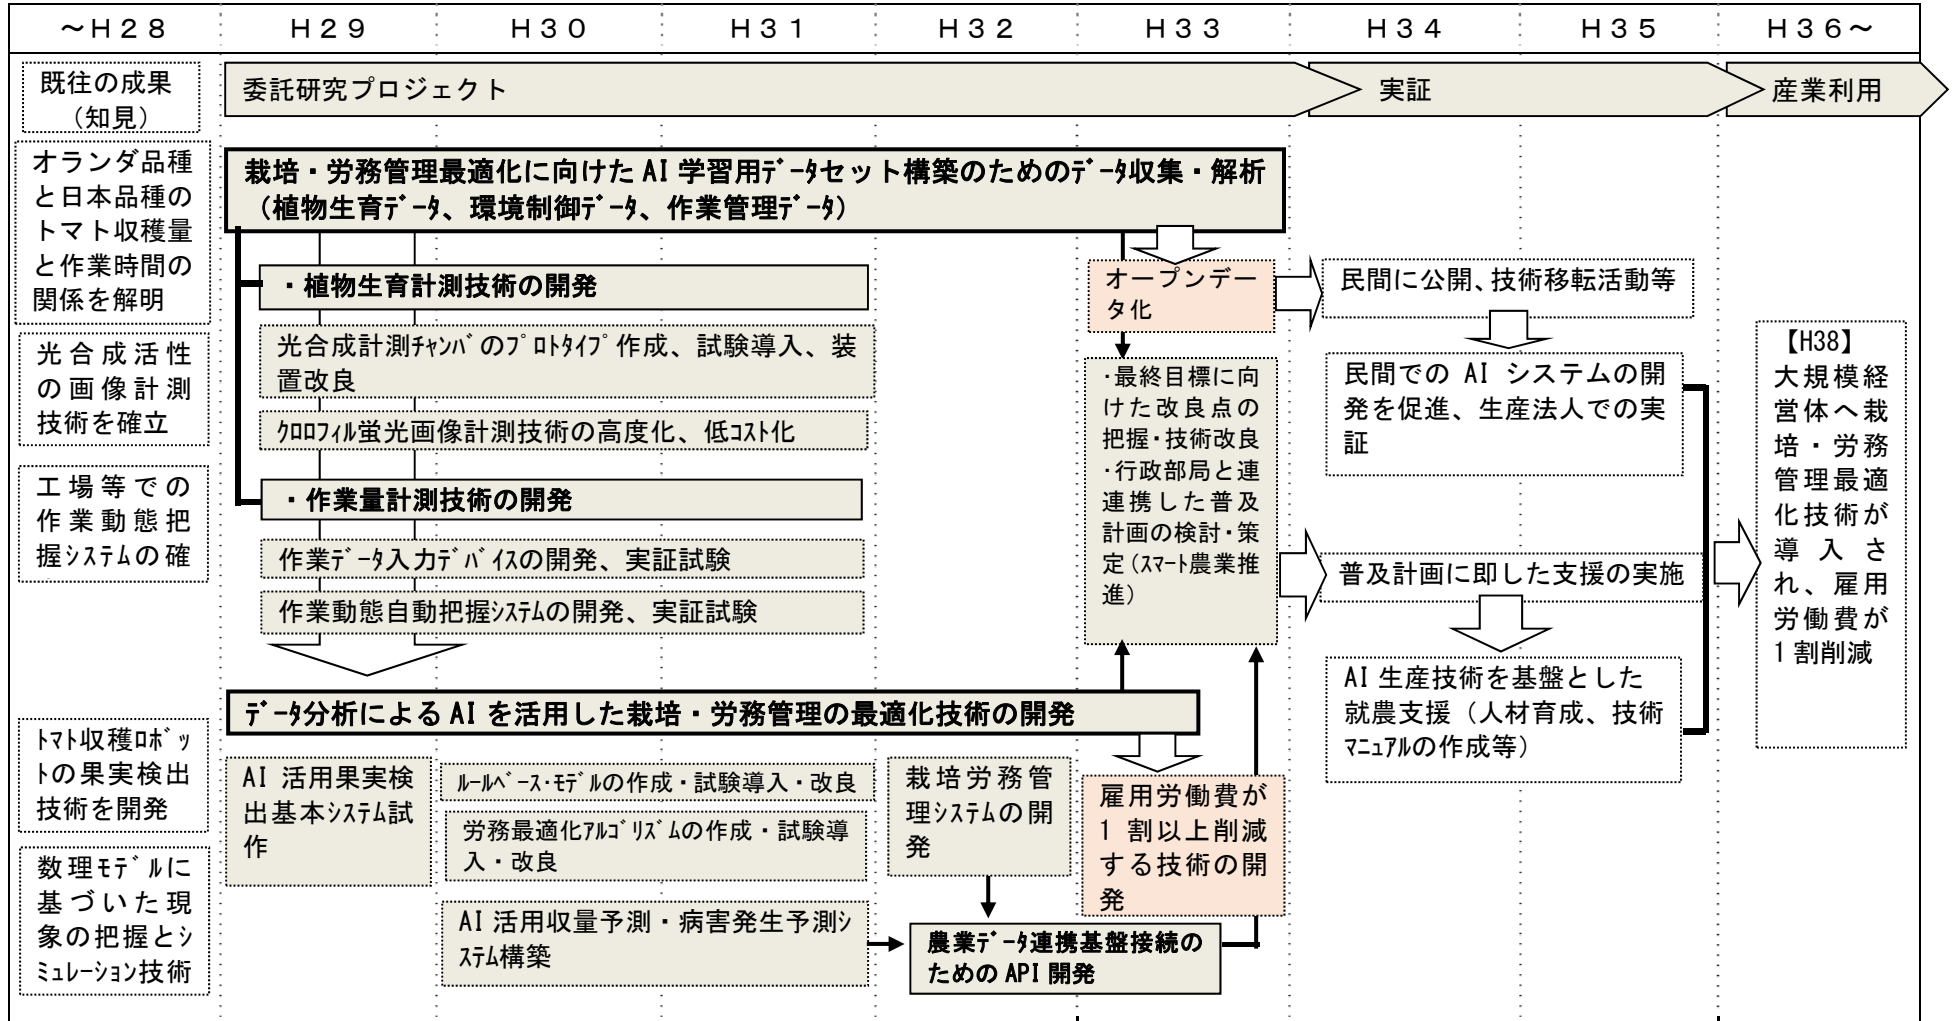 ～Ｈ２８
Ｈ２９
Ｈ３０
Ｈ３１
Ｈ３２
Ｈ３３
Ｈ３４
Ｈ３５
Ｈ３６～
既往の成果
（知見）
委託研究プロジェクト
実証
産業利用
オランダ品種
と日本品種の
トマト収穫量
と作業時間の
関係を解明
光合成活性
の画像計測
技術を確立
工場等での
作業動態把
握ｼｽﾃﾑの確
ﾄﾏﾄ収穫ﾛﾎﾞｯ
ﾄの果実検出
技術を開発
数理ﾓﾃﾞﾙに
基づいた現
象の把握とｼ
ﾐｭﾚｰｼｮﾝ技術
栽培・労務管理最適化に向けた AI 学習用ﾃﾞｰﾀセット構築のためのﾃﾞｰﾀ収集・解析
（植物生育ﾃﾞｰﾀ、環境制御ﾃﾞｰﾀ、作業管理ﾃﾞｰﾀ）
・植物生育計測技術の開発
光合成計測ﾁｬﾝﾊﾞのﾌﾟﾛﾄﾀｲﾌﾟ作成、試験導入、装
置改良
ｸﾛﾛﾌｨﾙ蛍光画像計測技術の高度化、低ｺｽﾄ化
・作業量計測技術の開発
作業ﾃﾞｰﾀ入力ﾃﾞﾊﾞｲｽの開発、実証試験
作業動態自動把握ｼｽﾃﾑの開発、実証試験
ﾃﾞｰﾀ分析による AI を活用した栽培・労務管理の最適化技術の開発
AI 活用果実検
出基本ｼｽﾃﾑ試
作
ﾙｰﾙﾍﾞｰｽ･ﾓﾃﾞﾙの作成・試験導入・改良
労務最適化ｱﾙｺﾞﾘｽﾞﾑの作成・試験導
入・改良
AI 活用収量予測・病害発生予測ｼ
ｽﾃﾑ構築
栽培労務管
理ｼｽﾃﾑの開
発
農業ﾃﾞｰﾀ連携基盤接続の
ための API 開発
オープンデー
タ化
･最終目標に向
けた改良点の
把握･技術改良
･行政部局と連
連携した普及
計画の検討･策
定(ｽﾏｰﾄ農業推
進)
雇用労働費が
1 割以上削減
する技術の開
発
民間に公開、技術移転活動等
民間での AI システムの開
発を促進、生産法人での実
証
普及計画に即した支援の実施
AI 生産技術を基盤とした
就農支援（人材育成、技術
ﾏﾆｭｱﾙの作成等）
【H38】
大規模経
営体へ栽
培・労務
管理最適
化技術が
導入さ
れ、雇用
労働費が
1 割削減